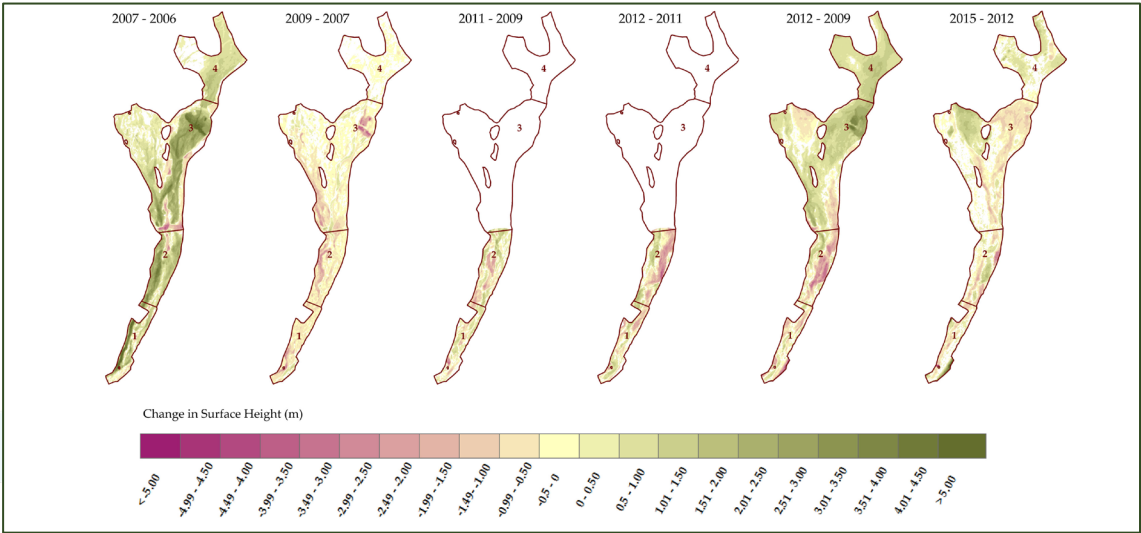 2007 - 2006 2009 - 2007 2011 - 2009 2012 - 2011 2012 - 2009 2015 - 2012
4 4 4 4 4 4
3 3 3 3 3 3
2 2 2 2 2 2
1 1 1 1 1 1
Change in Surface Height (m)
< -5.00 -4.99 - -4.50 -4.49 - -4.00 -3.99 - -3.50 -3.49 - -3.00 -2.99 - -2.50 -2.49 - -2.00 -1.99 - -1.50 -1.49 - -1.00 -0.99 - -0.50 -0.5 - 0 0 - 0.50 0.5 - 1.00 1.01 - 1.50 1.51 - 2.00 2.01 - 2.50 2.51 - 3.00 3.01 - 3.50 3.51 - 4.00 4.01 - 4.50 >5.00